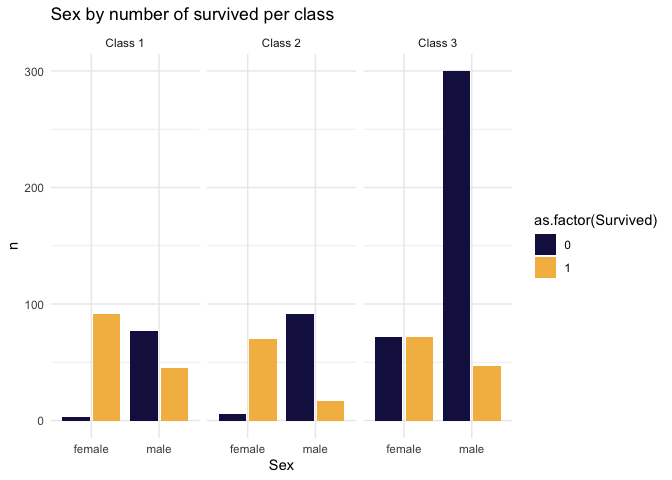 Sex by number of survived per class
Class 1
Class 2
Class 3
300
200
100
0
n
female
male
female
male
female
male
Sex
as.factor(Survived)
0
1